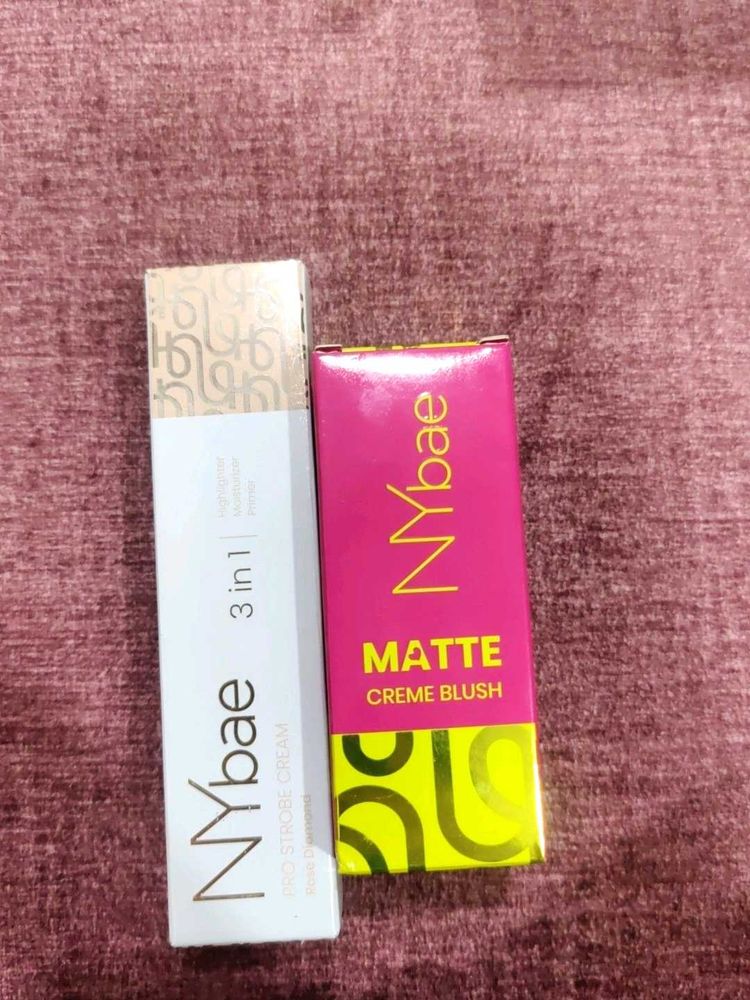 NYbae
3 in 1
Highlighter
Moisturizer
Primer
PRO STROBE CREAM
Rose Diamond
NYbae
MATTE
CREME BLUSH